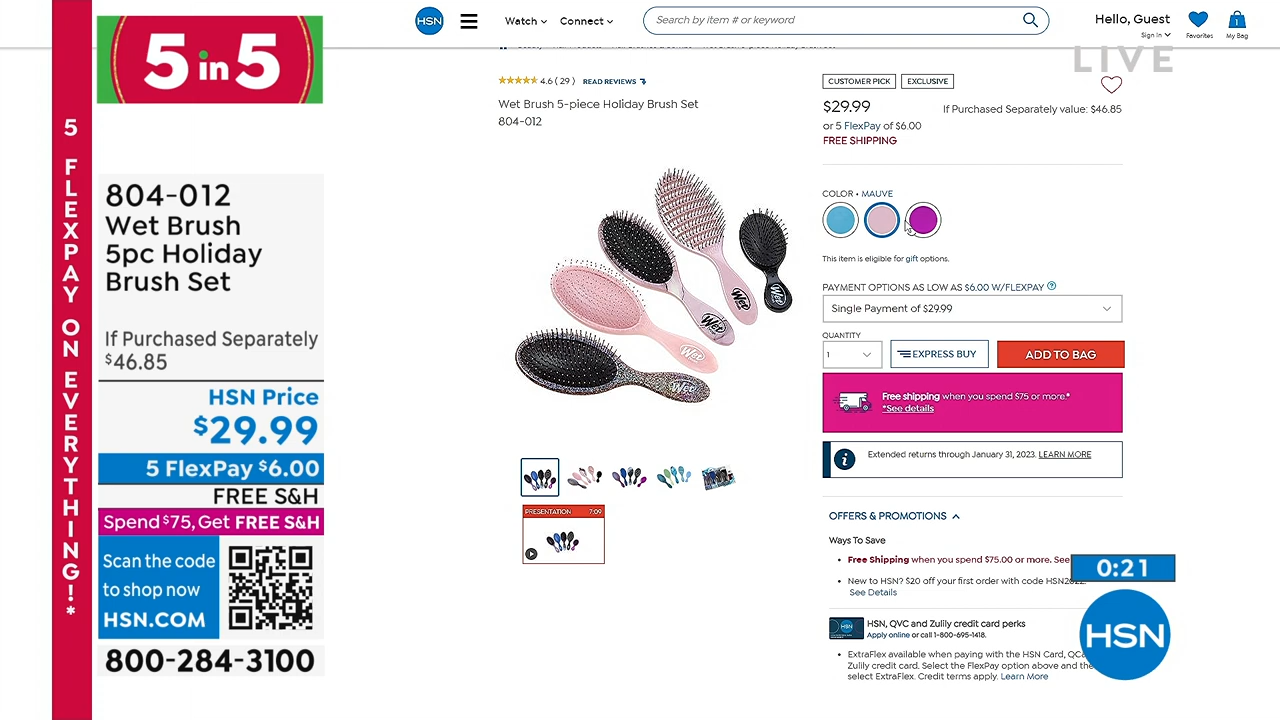 5 in 5
5 FLEXPAY ON EVERYTHING!*
804-012
Wet Brush
5pc Holiday
Brush Set
If Purchased Separately
$46.85
HSN Price
$29.99
5 FlexPay $6.00
FREE S&H
Spend $75, Get FREE S&H
Scan the code
to shop now
HSN.COM
800-284-3100
HSN
Watch
Connect
Search by item # or keyword
Hello, Guest
Sign In
Favorites
1
My Bag
LIVE
4.6 ( 29 ) READ REVIEWS
Wet Brush 5-piece Holiday Brush Set
804-012
Wet
Wet
Wet
Wet
Wet
PRESENTATION 7:09
CUSTOMER PICK
EXCLUSIVE
$29.99
If Purchased Separately value: $46.85
or 5 FlexPay of $6.00
FREE SHIPPING
COLOR • MAUVE
This item is eligible for gift options.
PAYMENT OPTIONS AS LOW AS $6.00 W/FLEXPAY ?
Single Payment of $29.99
QUANTITY
1
EXPRESS BUY
ADD TO BAG
Free shipping when you spend $75 or more.*
*See details
i
Extended returns through January 31, 2023. LEARN MORE
OFFERS & PROMOTIONS
Ways To Save
• Free Shipping when you spend $75.00 or more. See
• New to HSN? $20 off your first order with code HSN2022.
See Details
HSN, QVC and Zulily credit card perks
Apply online or call 1-800-695-1418.
• ExtraFlex available when paying with the HSN Card, QCa
Zulily credit card. Select the FlexPay option above and the
select ExtraFlex. Credit terms apply. Learn More
0:21
HSN